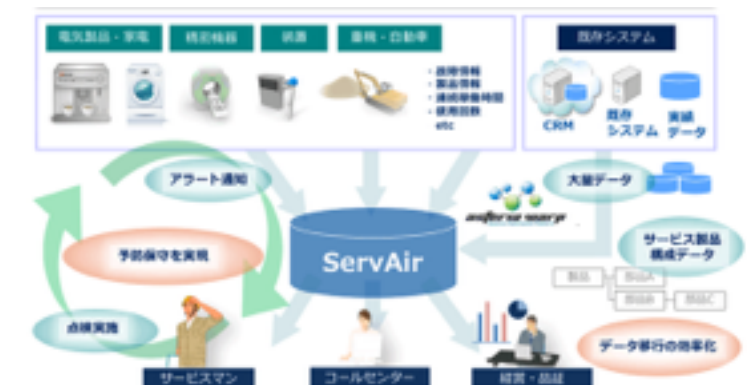 電気製品・家電
精密機器
装置
重機・自動車
既存システム
・故障情報
・製品情報
・連続稼働時間
・使用回数
etc
CRM
既存
システム
実績
データ
アラート通知
大量データ
asteria warp
予防保守を実現
ServAir
サービス製品
構成データ
製品
部品A
部品B
部品C
点検実施
データ移行の効率化
サービスマン
コールセンター
経営・品証